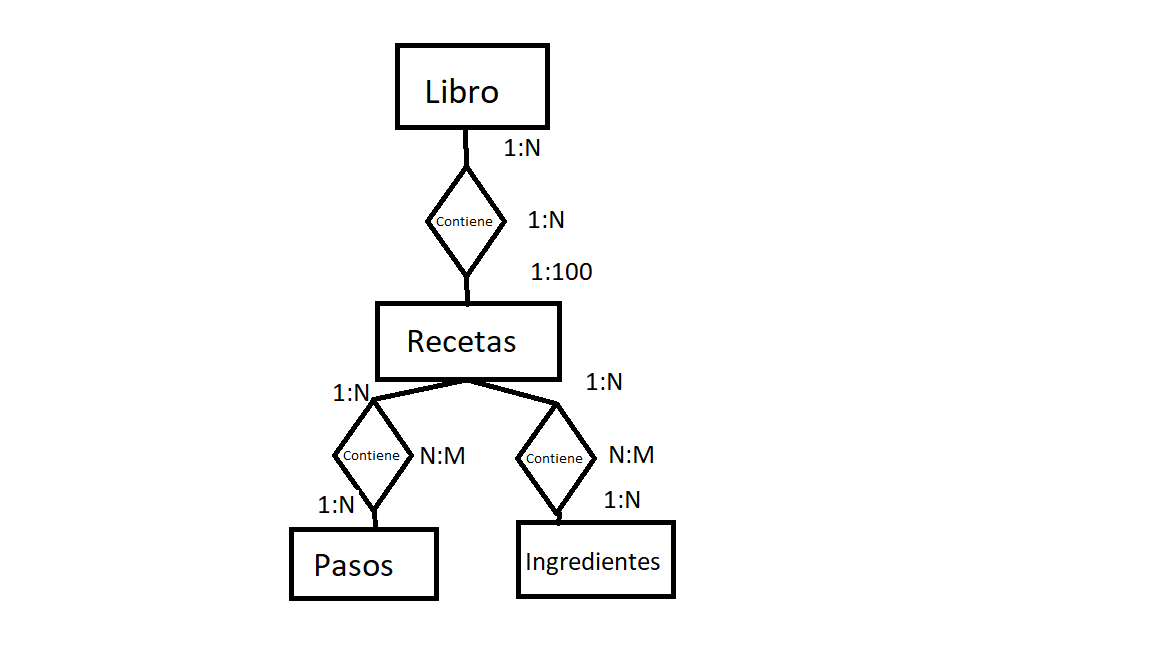 Libro
1:N
Contiene
1:N
1:100
Recetas
1:N
1:N
Contiene
N:M
Contiene
N:M
1:N
1:N
Pasos
Ingredientes